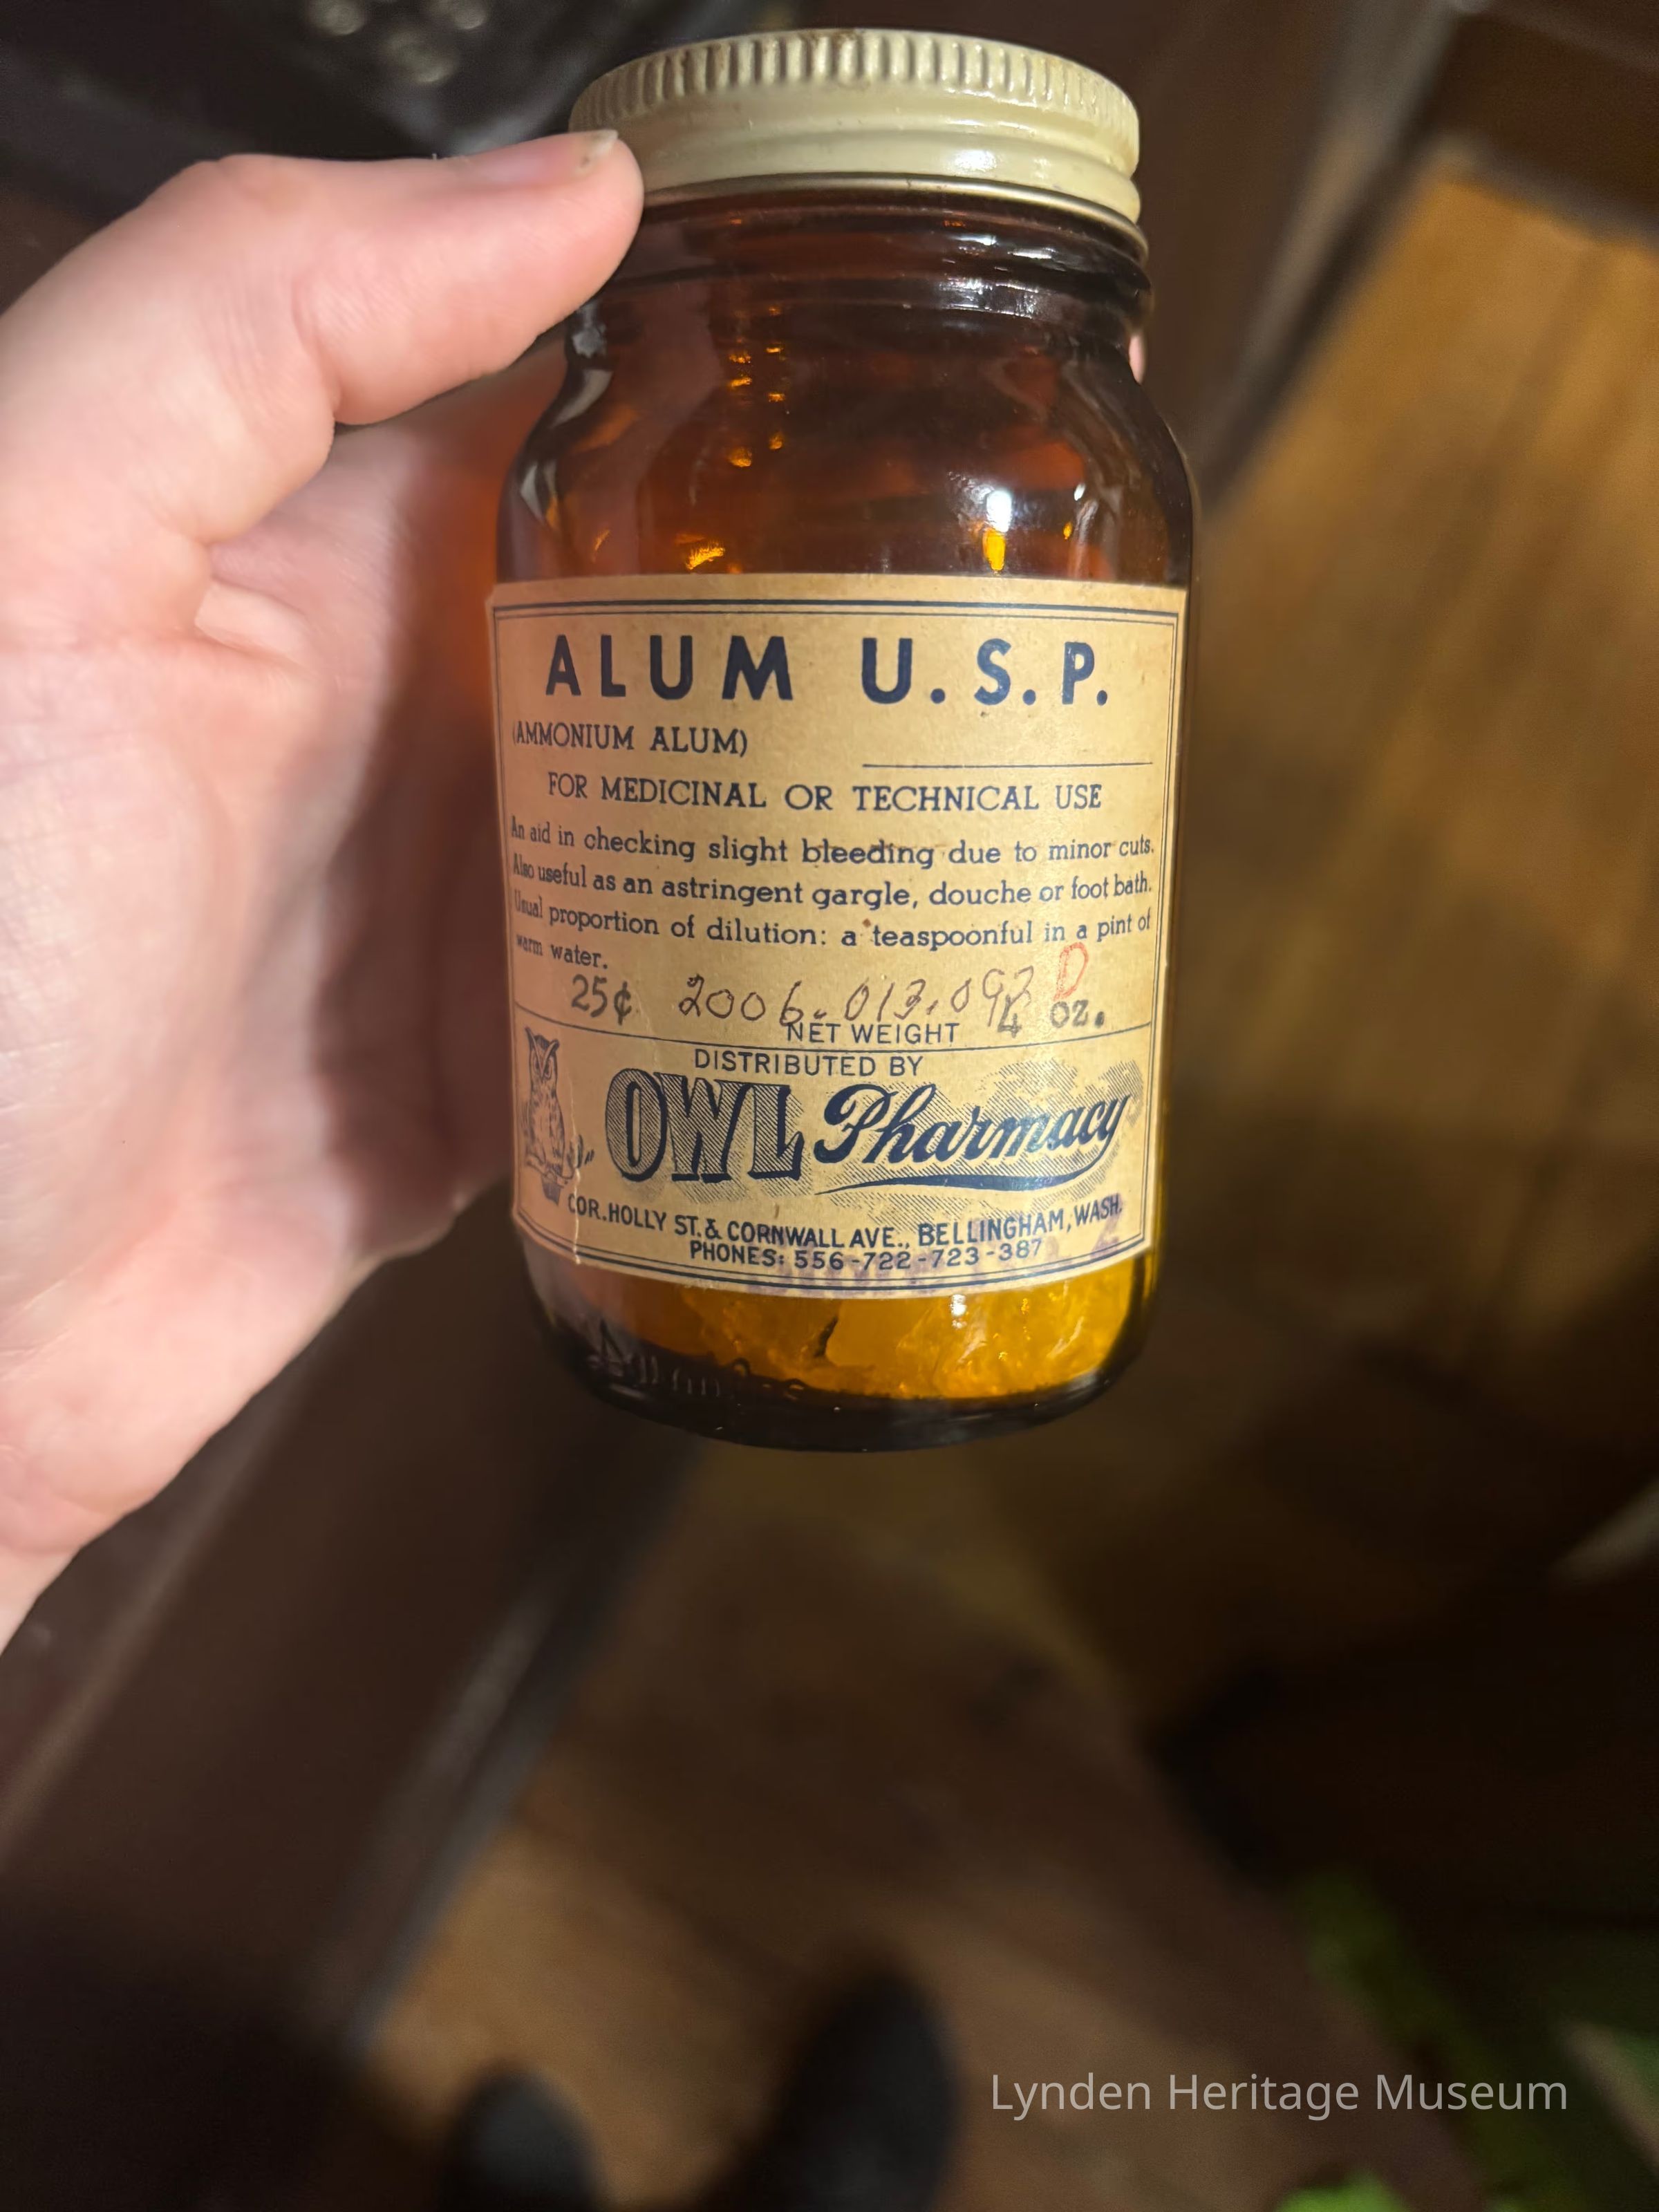 ALUM U.S.P.
(AMMONIUM ALUM)
FOR MEDICINAL OR TECHNICAL USE
An aid in checking slight bleeding due to minor cuts.
Also useful as an astringent gargle, douche or foot bath.
Usual proportion of dilution: a teaspoonful in a pint of
warm water.
25¢ 2006.013.093 D
NET WEIGHT 4 OZ.
DISTRIBUTED BY
OWL Pharmacy
COR. HOLLY ST. & CORNWALL AVE., BELLINGHAM, WASH.
PHONES: 556-722-723-387
Lynden Heritage Museum